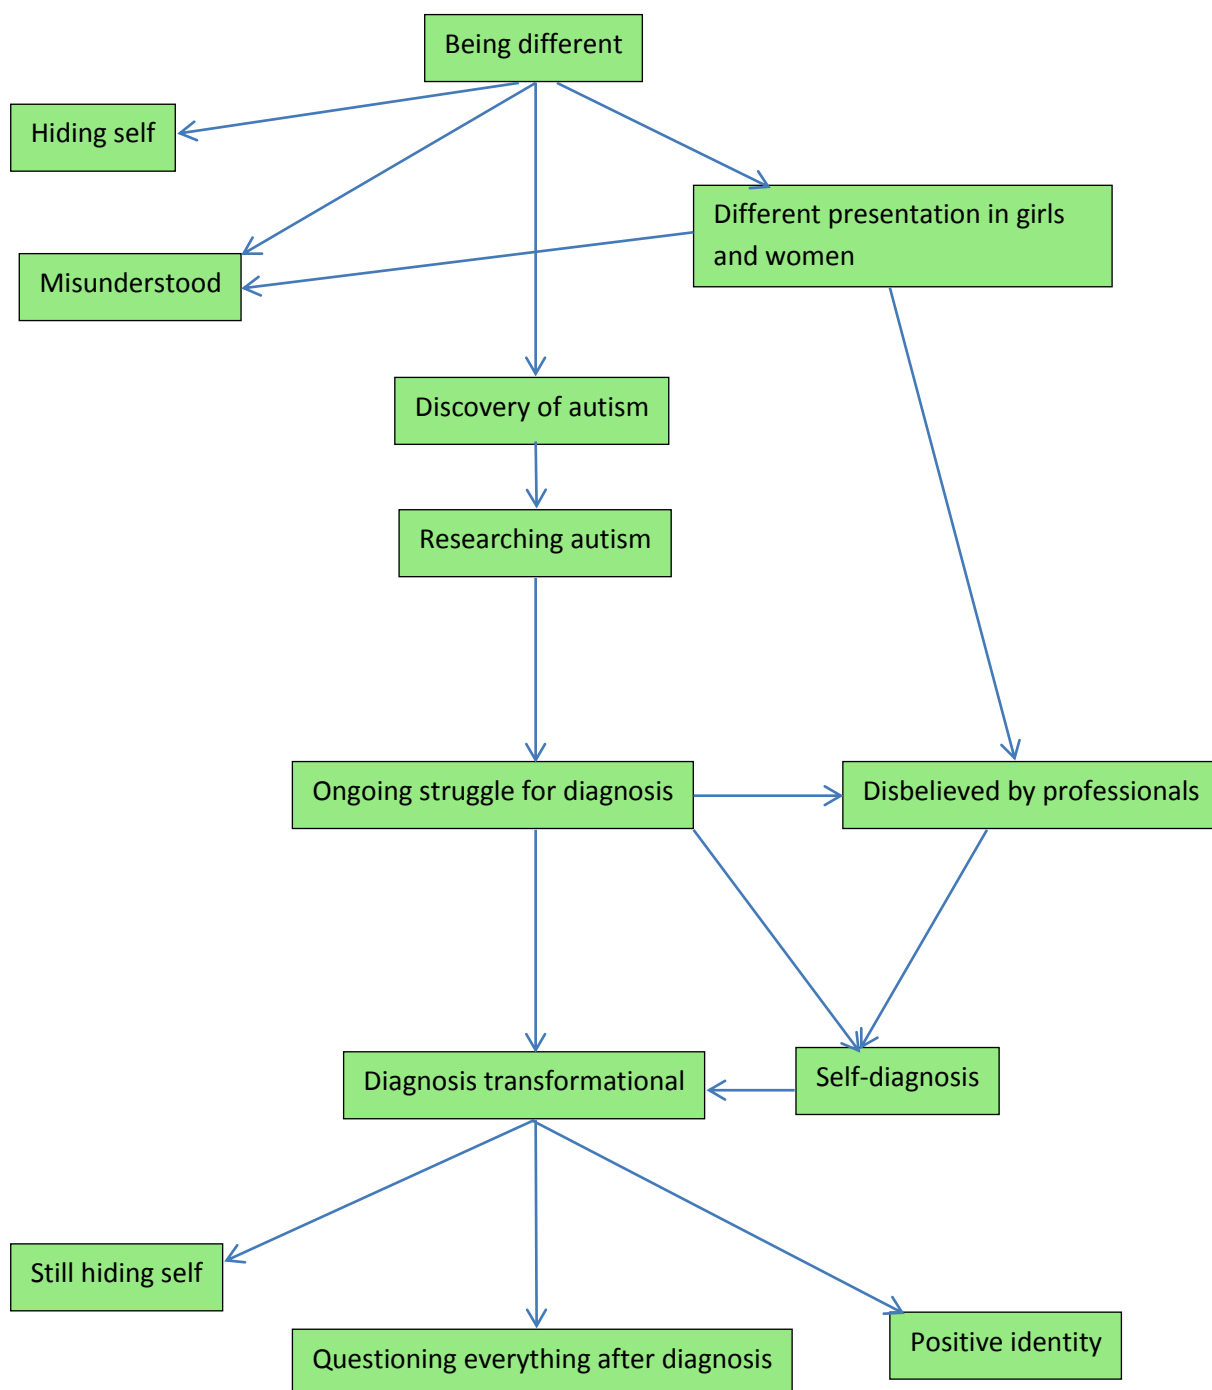 Being different
Hiding self
Different presentation in girls
and women
Misunderstood
Discovery of autism
Researching autism
Ongoing struggle for diagnosis
Disbelieved by professionals
Diagnosis transformational
Self-diagnosis
Still hiding self
Questioning everything after diagnosis
Positive identity